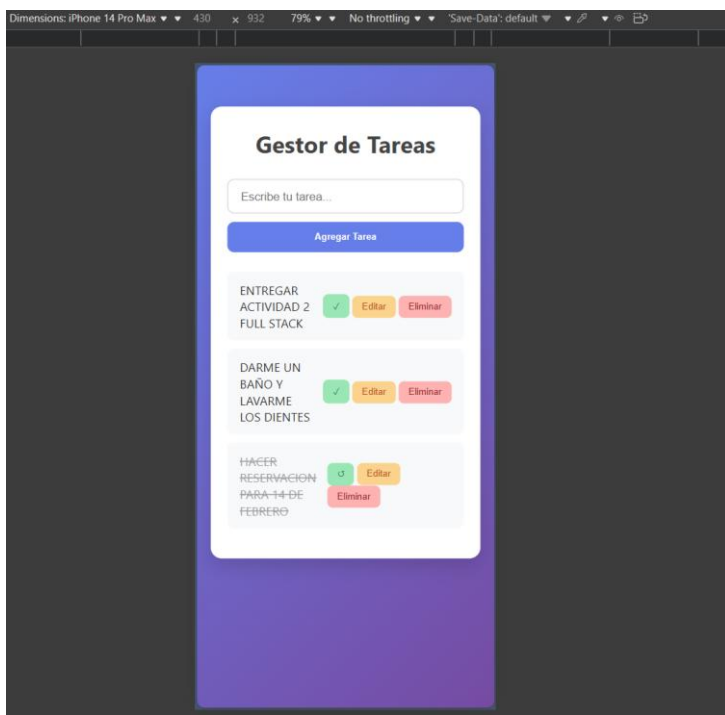 Dimensions: iPhone 14 Pro Max ▾ ▾ 430 x 932 79% ▾ ▾ No throttling ▾ ▾ 'Save-Data': default ▾
Gestor de Tareas
Escribe tu tarea...
Agregar Tarea
ENTREGAR
ACTIVIDAD 2
FULL STACK
✓ Editar Eliminar
DARME UN
BAÑO Y
LAVARME
LOS DIENTES
✓ Editar Eliminar
HACER
RESERVACION
PARA 14 DE
FEBRERO
↺ Editar
Eliminar